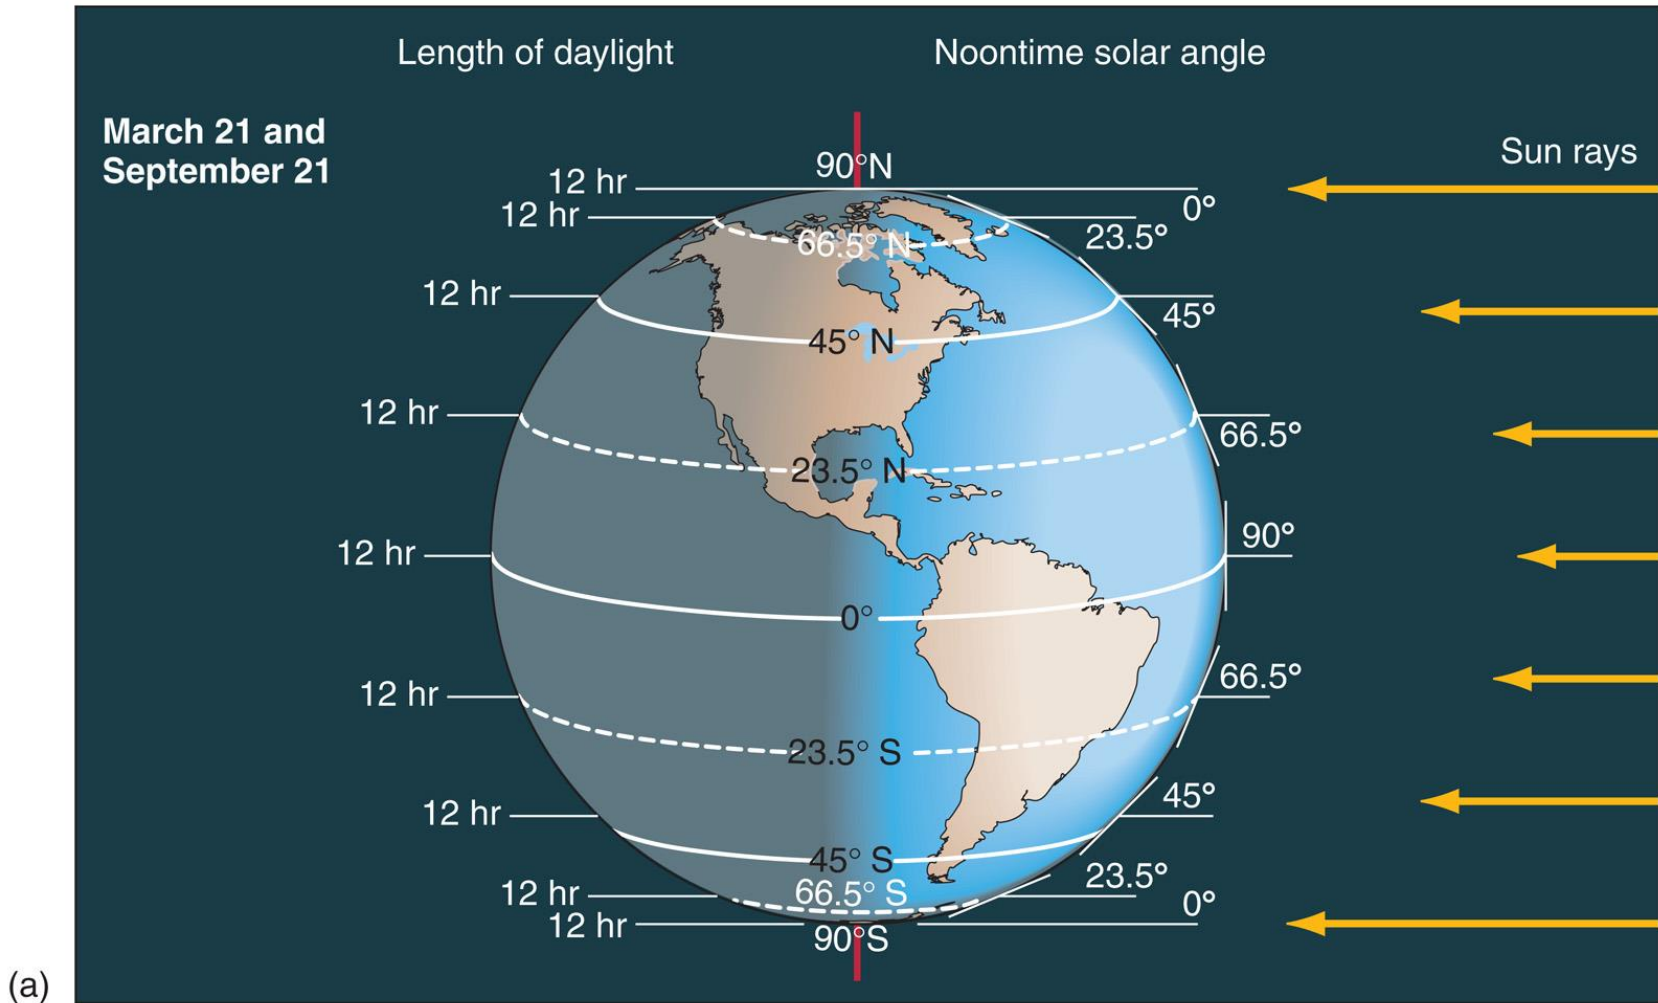 Length of daylight
Noontime solar angle
March 21 and
September 21
Sun rays
90°N
12 hr
0°
12 hr
66.5° N
23.5°
12 hr
45° N
45°
12 hr
23.5° N
66.5°
12 hr
0°
90°
12 hr
23.5° S
66.5°
12 hr
45° S
45°
12 hr
66.5° S
23.5°
12 hr
90°S
0°
(a)